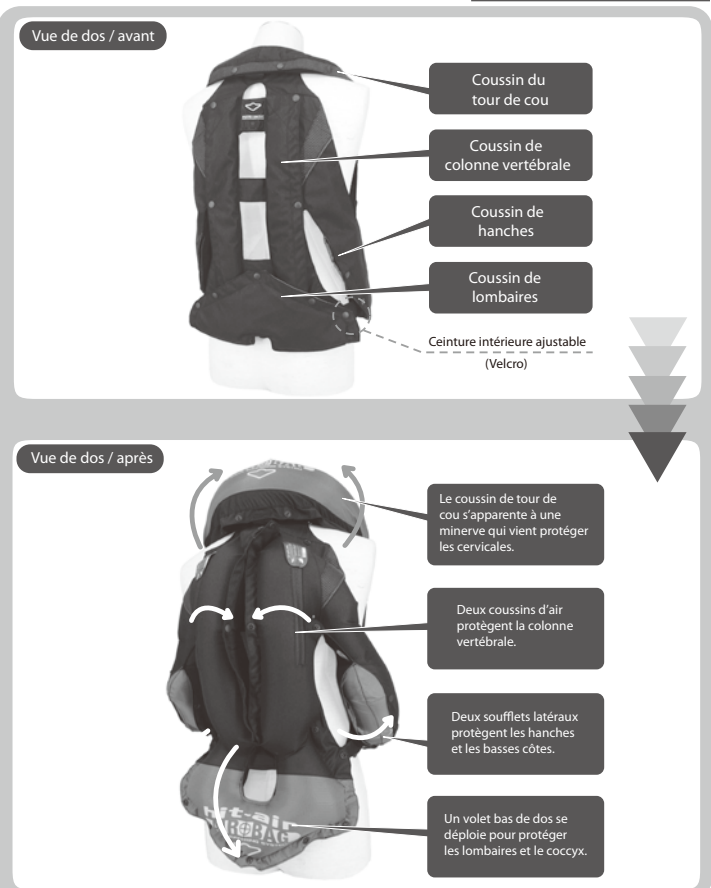 Vue de dos / avant
Coussin du
tour de cou
Coussin de
colonne vertébrale
Coussin de
hanches
Coussin de
lombaires
Ceinture intérieure ajustable
(Velcro)
Vue de dos / après
Le coussin de tour de
cou s’apparente à une
minerve qui vient protéger
les cervicales.
Deux coussins d’air
protègent la colonne
vertébrale.
Deux soufflets latéraux
protègent les hanches
et les basses côtes.
Un volet bas de dos se
déploie pour protéger
les lombaires et le coccyx.
hit-air